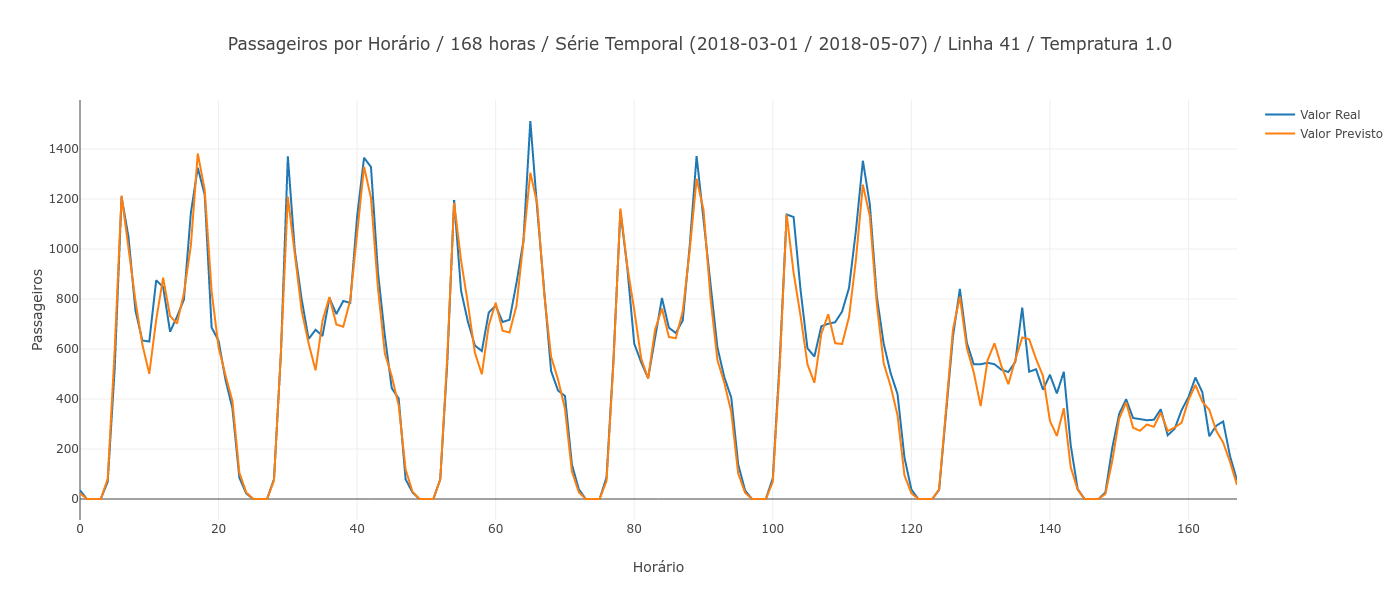 Passageiros por Horário / 168 horas / Série Temporal (2018-03-01 / 2018-05-07) / Linha 41 / Tempratura 1.0
Valor Real
Valor Previsto
Passageiros
1400
1200
1000
800
600
400
200
0
0 20 40 60 80 100 120 140 160
Horário